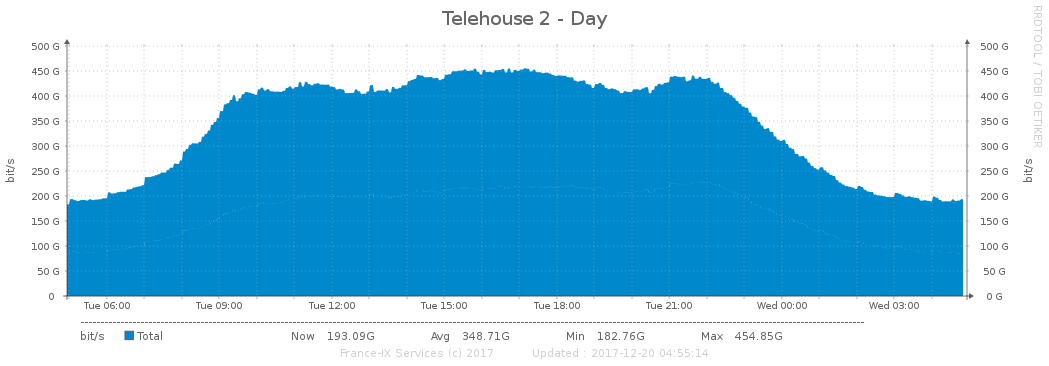 Telehouse 2 - Day
RRDTOOL / TOBI OETIKER
bit/s
500 G 500 G
450 G 450 G
400 G 400 G
350 G 350 G
300 G 300 G
250 G 250 G
200 G 200 G
150 G 150 G
100 G 100 G
50 G 50 G
0 0 G
bit/s
Tue 06:00 Tue 09:00 Tue 12:00 Tue 15:00 Tue 18:00 Tue 21:00 Wed 00:00 Wed 03:00
bit/s Total Now 193.09G Avg 348.71G Min 182.76G Max 454.85G
France-IX Services (c) 2017 Updated : 2017-12-20 04:55:14